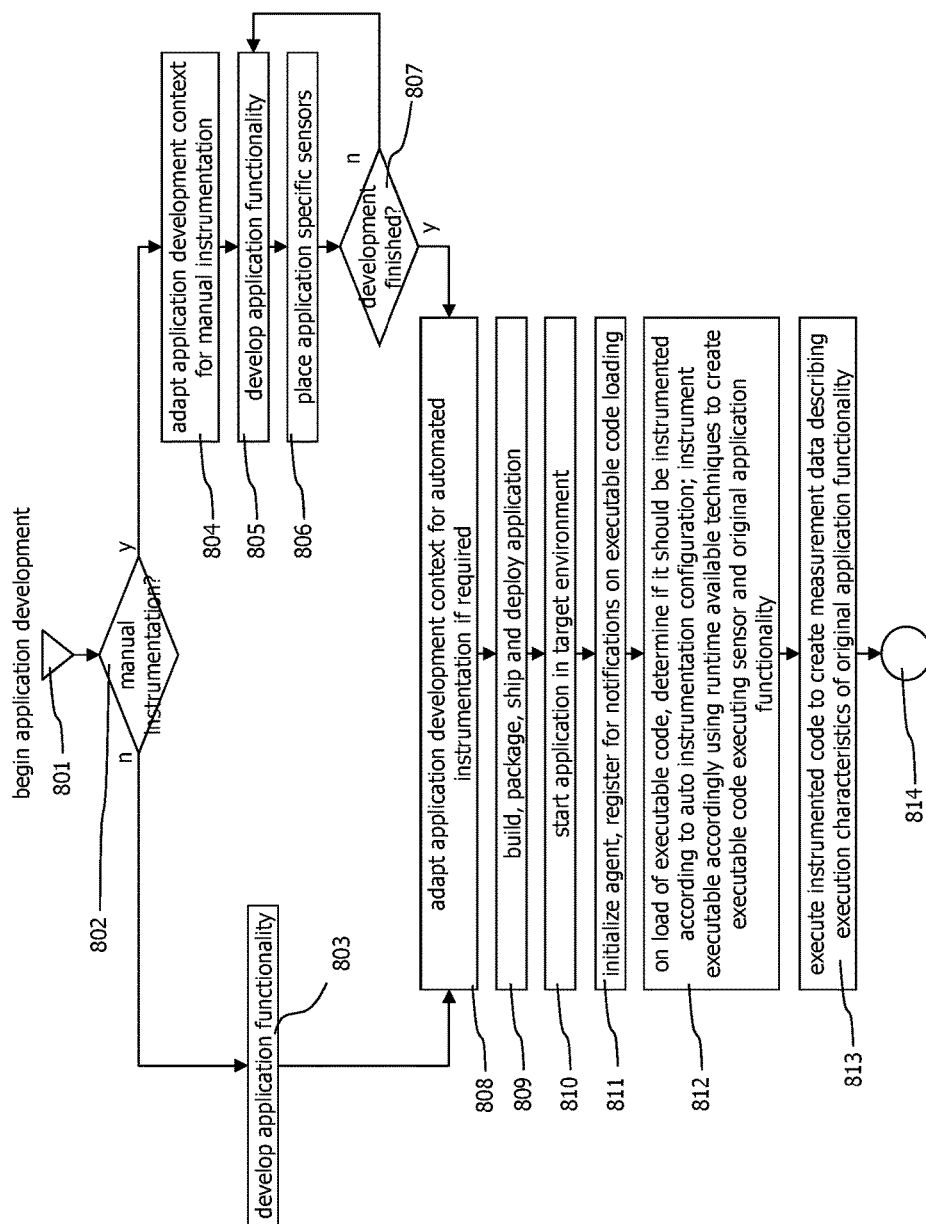 begin application development
801
manual
instrumentation?
802
n
y
develop application functionality
803
adapt application development context
for manual instrumentation
804
develop application functionality
805
place application specific sensors
806
development
finished?
807
n
y
adapt application development context for automated
instrumentation if required
808
build, package, ship and deploy application
809
start application in target environment
810
initialize agent, register for notifications on executable code loading
811
on load of executable code, determine if it should be instrumented
according to auto instrumentation configuration; instrument
executable accordingly using runtime available techniques to create
executable code executing sensor and original application
functionality
812
execute instrumented code to create measurement data describing
execution characteristics of original application functionality
813
814